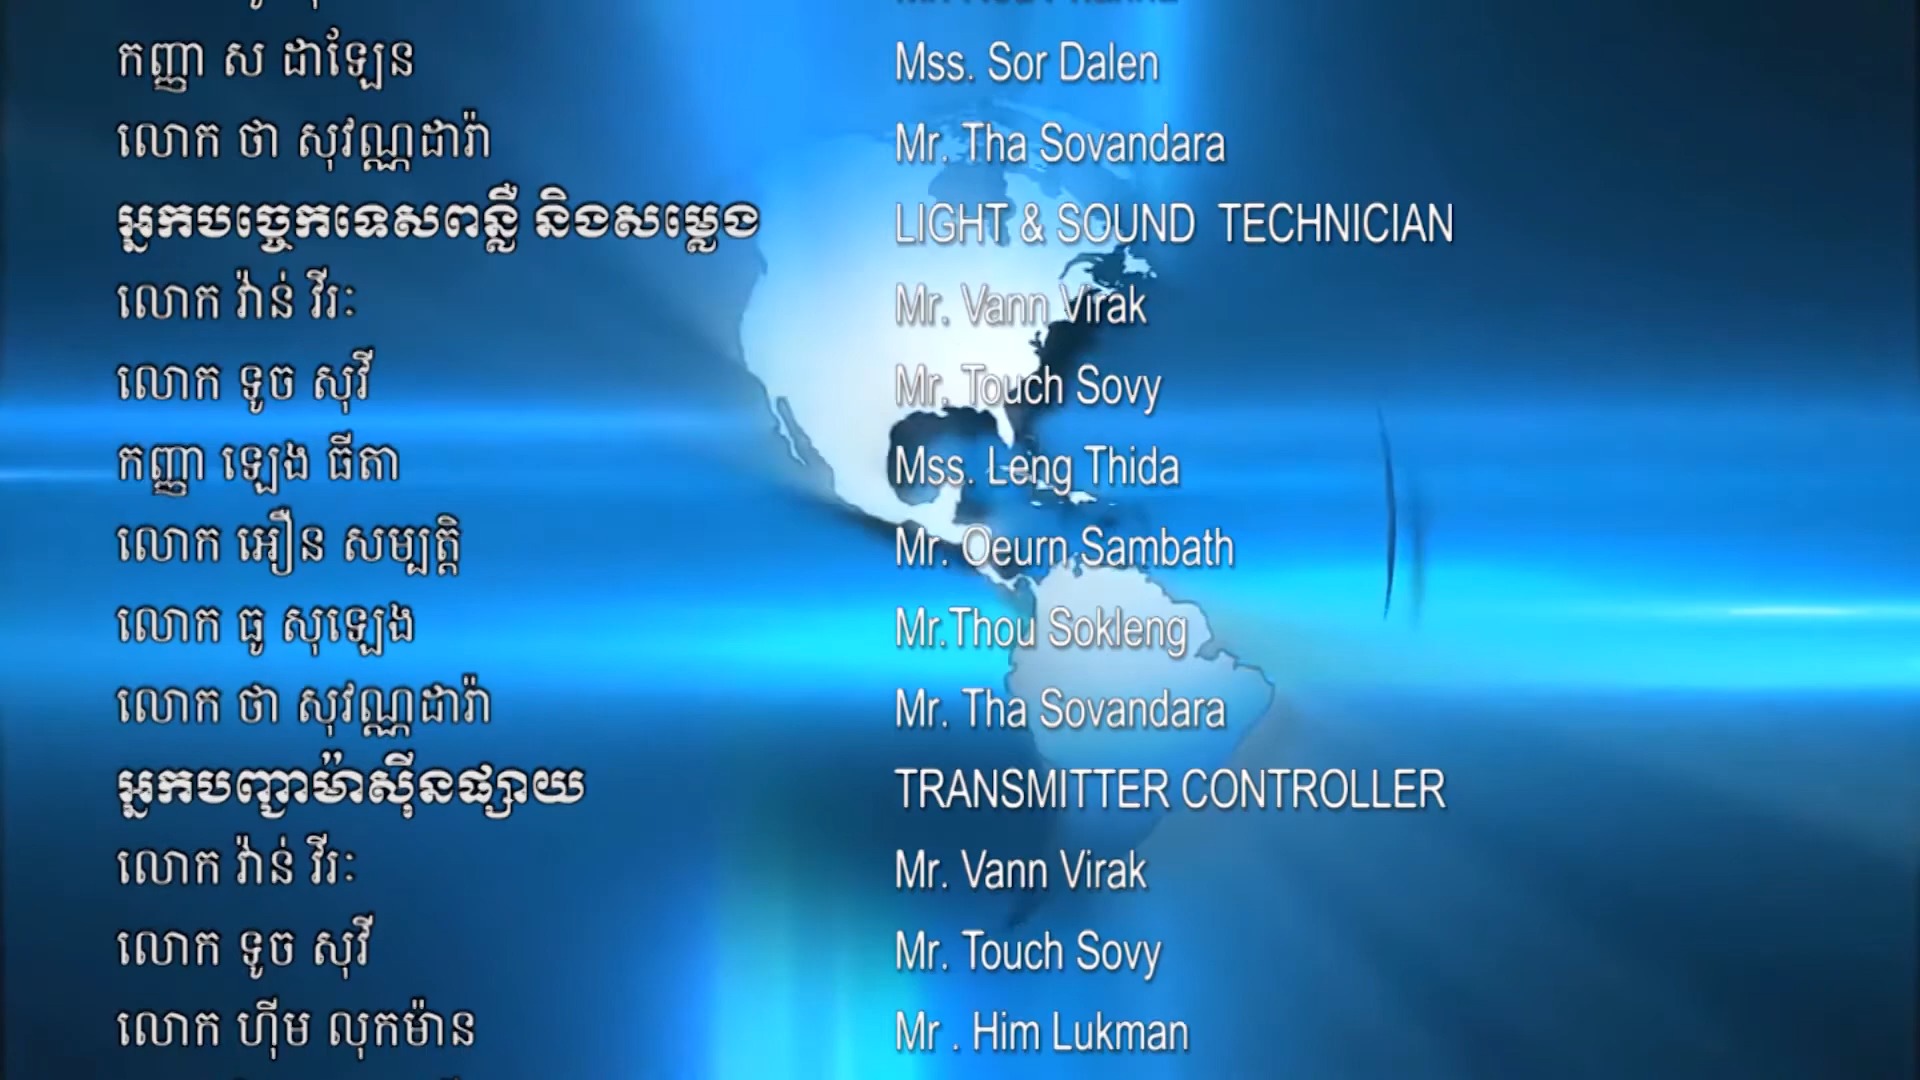 កញ្ញា ស ដាឡែន Mss. Sor Dalen
លោក ថា សុវណ្ណដារ៉ា Mr. Tha Sovandara
អ្នកបច្ចេកទេសពន្លឺ និងសម្លេង LIGHT & SOUND TECHNICIAN
លោក វ៉ាន់ វីរៈ Mr. Vann Virak
លោក ទូច សុវី Mr. Touch Sovy
កញ្ញា ឡេង ធីតា Mss. Leng Thida
លោក អឿន សម្បត្តិ Mr. Oeurn Sambath
លោក ធូ សុឡេង Mr.Thou Sokleng
លោក ថា សុវណ្ណដារ៉ា Mr. Tha Sovandara
អ្នកបញ្ជាម៉ាស៊ីនផ្សាយ TRANSMITTER CONTROLLER
លោក វ៉ាន់ វីរៈ Mr. Vann Virak
លោក ទូច សុវី Mr. Touch Sovy
លោក ហ៊ីម លុកម៉ាន Mr . Him Lukman